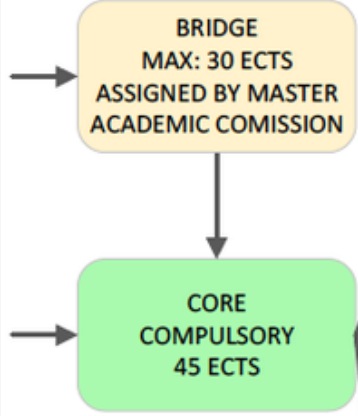 BRIDGE
MAX: 30 ECTS
ASSIGNED BY MASTER
ACADEMIC COMISSION
CORE
COMPULSORY
45 ECTS